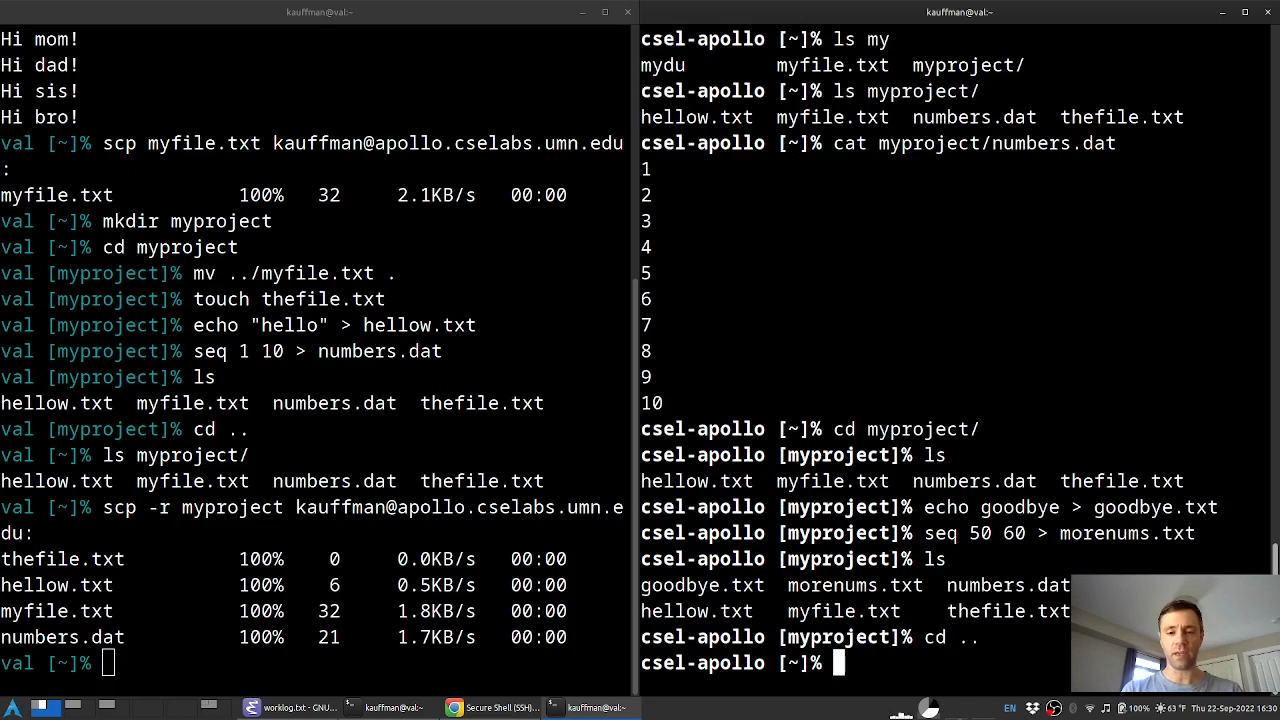 kauffman@val:~
Hi mom!
Hi dad!
Hi sis!
Hi bro!
val [~]% scp myfile.txt kauffman@apollo.cselabs.umn.edu
:
myfile.txt 100% 32 2.1KB/s 00:00
val [~]% mkdir myproject
val [~]% cd myproject
val [myproject]% mv ../myfile.txt .
val [myproject]% touch thefile.txt
val [myproject]% echo "hello" > hellow.txt
val [myproject]% seq 1 10 > numbers.dat
val [myproject]% ls
hellow.txt myfile.txt numbers.dat thefile.txt
val [myproject]% cd ..
val [~]% ls myproject/
hellow.txt myfile.txt numbers.dat thefile.txt
val [~]% scp -r myproject kauffman@apollo.cselabs.umn.e
du:
thefile.txt 100% 0 0.0KB/s 00:00
hellow.txt 100% 6 0.5KB/s 00:00
myfile.txt 100% 32 1.8KB/s 00:00
numbers.dat 100% 21 1.7KB/s 00:00
val [~]%
kauffman@val:~
csel-apollo [~]% ls my
mydu myfile.txt myproject/
csel-apollo [~]% ls myproject/
hellow.txt myfile.txt numbers.dat thefile.txt
csel-apollo [~]% cat myproject/numbers.dat
1
2
3
4
5
6
7
8
9
10
csel-apollo [~]% cd myproject/
csel-apollo [myproject]% ls
hellow.txt myfile.txt numbers.dat thefile.txt
csel-apollo [myproject]% echo goodbye > goodbye.txt
csel-apollo [myproject]% seq 50 60 > morenums.txt
csel-apollo [myproject]% ls
goodbye.txt morenums.txt numbers.dat
hellow.txt myfile.txt thefile.txt
csel-apollo [myproject]% cd ..
csel-apollo [~]%
worklog.txt - GNU... kauffman@val:~ Secure Shell (SSH)... kauffman@val:~ EN 100% 63°F Thu 22-Sep-2022 16:30